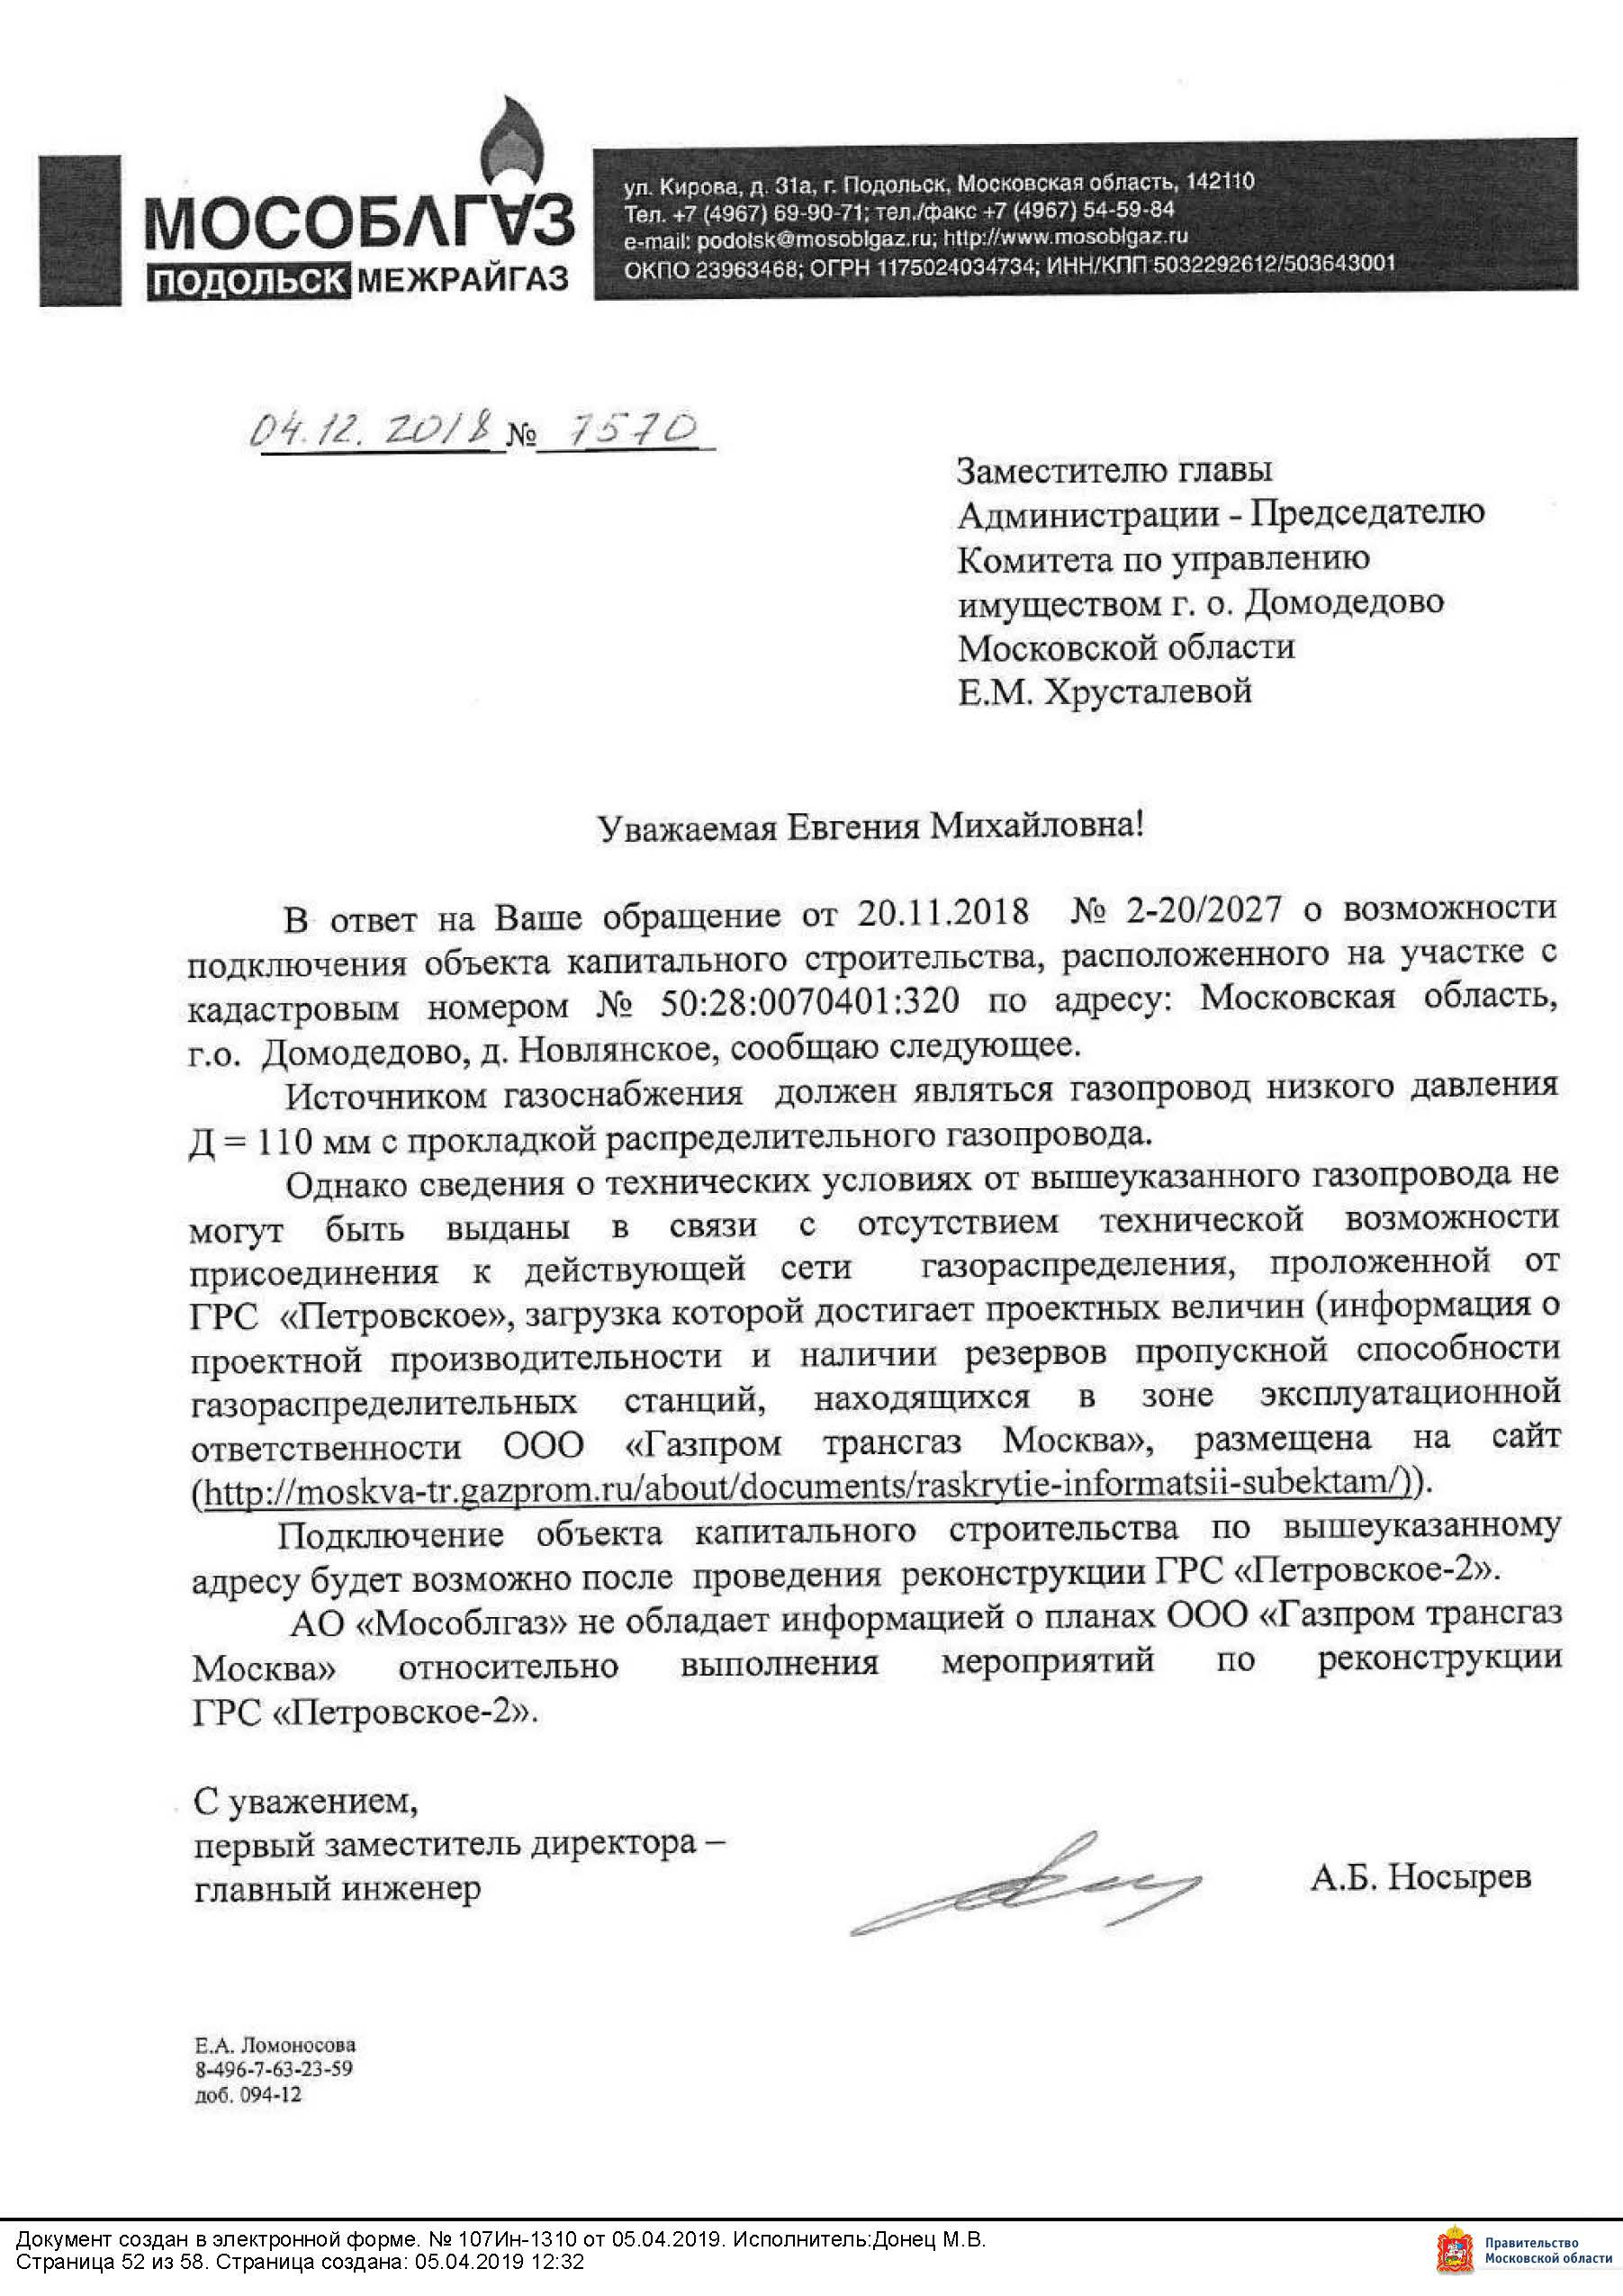 МОСОБЛГАЗ
ПОДОЛЬСК МЕЖРАЙГАЗ
ул. Кирова, д. 31а, г. Подольск, Московская область, 142110
Тел. +7 (4967) 69-90-71; тел./факс +7 (4967) 54-59-84
e-mail: podolsk@mosoblgaz.ru; http://www.mosoblgaz.ru
ОКПО 23963468; ОГРН 1175024034734; ИНН/КПП 5032292612/503643001
04.12.2018 № 7570
Заместителю главы
Администрации - Председателю
Комитета по управлению
имуществом г. о. Домодедово
Московской области
Е.М. Хрусталевой
Уважаемая Евгения Михайловна!
В ответ на Ваше обращение от 20.11.2018 № 2-20/2027 о возможности
подключения объекта капитального строительства, расположенного на участке с
кадастровым номером № 50:28:0070401:320 по адресу: Московская область,
г.о. Домодедово, д. Новлянское, сообщаю следующее.
Источником газоснабжения должен являться газопровод низкого давления
Д = 110 мм с прокладкой распределительного газопровода.
Однако сведения о технических условиях от вышеуказанного газопровода не
могут быть выданы в связи с отсутствием технической возможности
присоединения к действующей сети газораспределения, проложенной от
ГРС «Петровское», загрузка которой достигает проектных величин (информация о
проектной производительности и наличии резервов пропускной способности
газораспределительных станций, находящихся в зоне эксплуатационной
ответственности ООО «Газпром трансгаз Москва», размещена на сайт
(http://moskva-tr.gazprom.ru/about/documents/raskrytie-informatsii-subektam/)).
Подключение объекта капитального строительства по вышеуказанному
адресу будет возможно после проведения реконструкции ГРС «Петровское-2».
АО «Мособлгаз» не обладает информацией о планах ООО «Газпром трансгаз
Москва» относительно выполнения мероприятий по реконструкции
ГРС «Петровское-2».
С уважением,
первый заместитель директора –
главный инженер
А.Б. Носырев
Е.А. Ломоносова
8-496-7-63-23-59
доб. 094-12
Документ создан в электронной форме. № 107Ин-1310 от 05.04.2019. Исполнитель:Донец М.В.
Страница 52 из 58. Страница создана: 05.04.2019 12:32
Правительство
Московской области